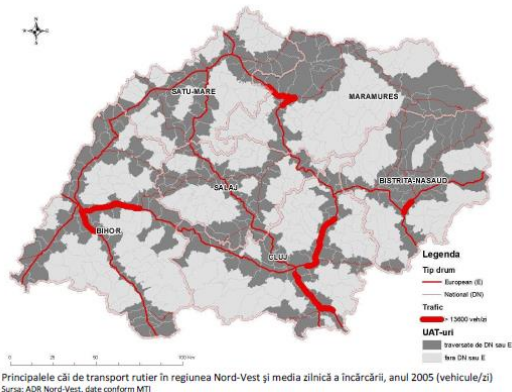 SATU-MARE
MARAMURES
BISTRITA-NASAUD
SALAJ
BIHOR
CLUJ
Legenda
Tip drum
European (E)
National (DN)
Trafic
> 13600 veh/zi
UAT-uri
traversate de DN sau E
fara DN sau E
Principalele căi de transport rutier în regiunea Nord-Vest și media zilnică a încărcării, anul 2005 (vehicule/zi)
Sursa: ADR Nord-Vest, date conform MTI